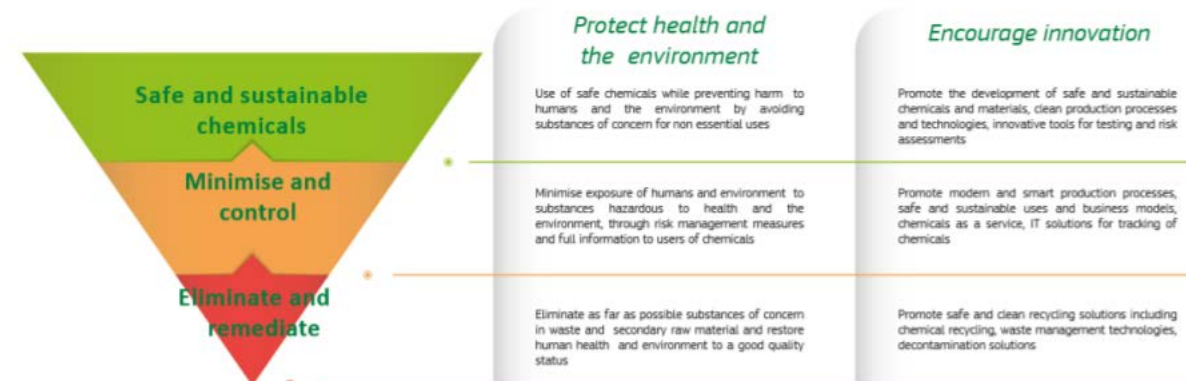 Safe and sustainable
chemicals
Minimise and
control
Eliminate and
remediate
Protect health and
the environment
Use of safe chemicals while preventing harm to
humans and the environment by avoiding
substances of concern for non essential uses
Minimise exposure of humans and environment to
substances hazardous to health and the
environment, through risk management measures
and full information to users of chemicals
Eliminate as far as possible substances of concern
in waste and secondary raw material and restore
human health and environment to a good quality
status
Encourage innovation
Promote the development of safe and sustainable
chemicals and materials, clean production processes
and technologies, innovative tools for testing and risk
assessments
Promote modern and smart production processes,
safe and sustainable uses and business models,
chemicals as a service, IT solutions for tracking of
chemicals
Promote safe and clean recycling solutions including
chemical recycling, waste management technologies,
decontamination solutions